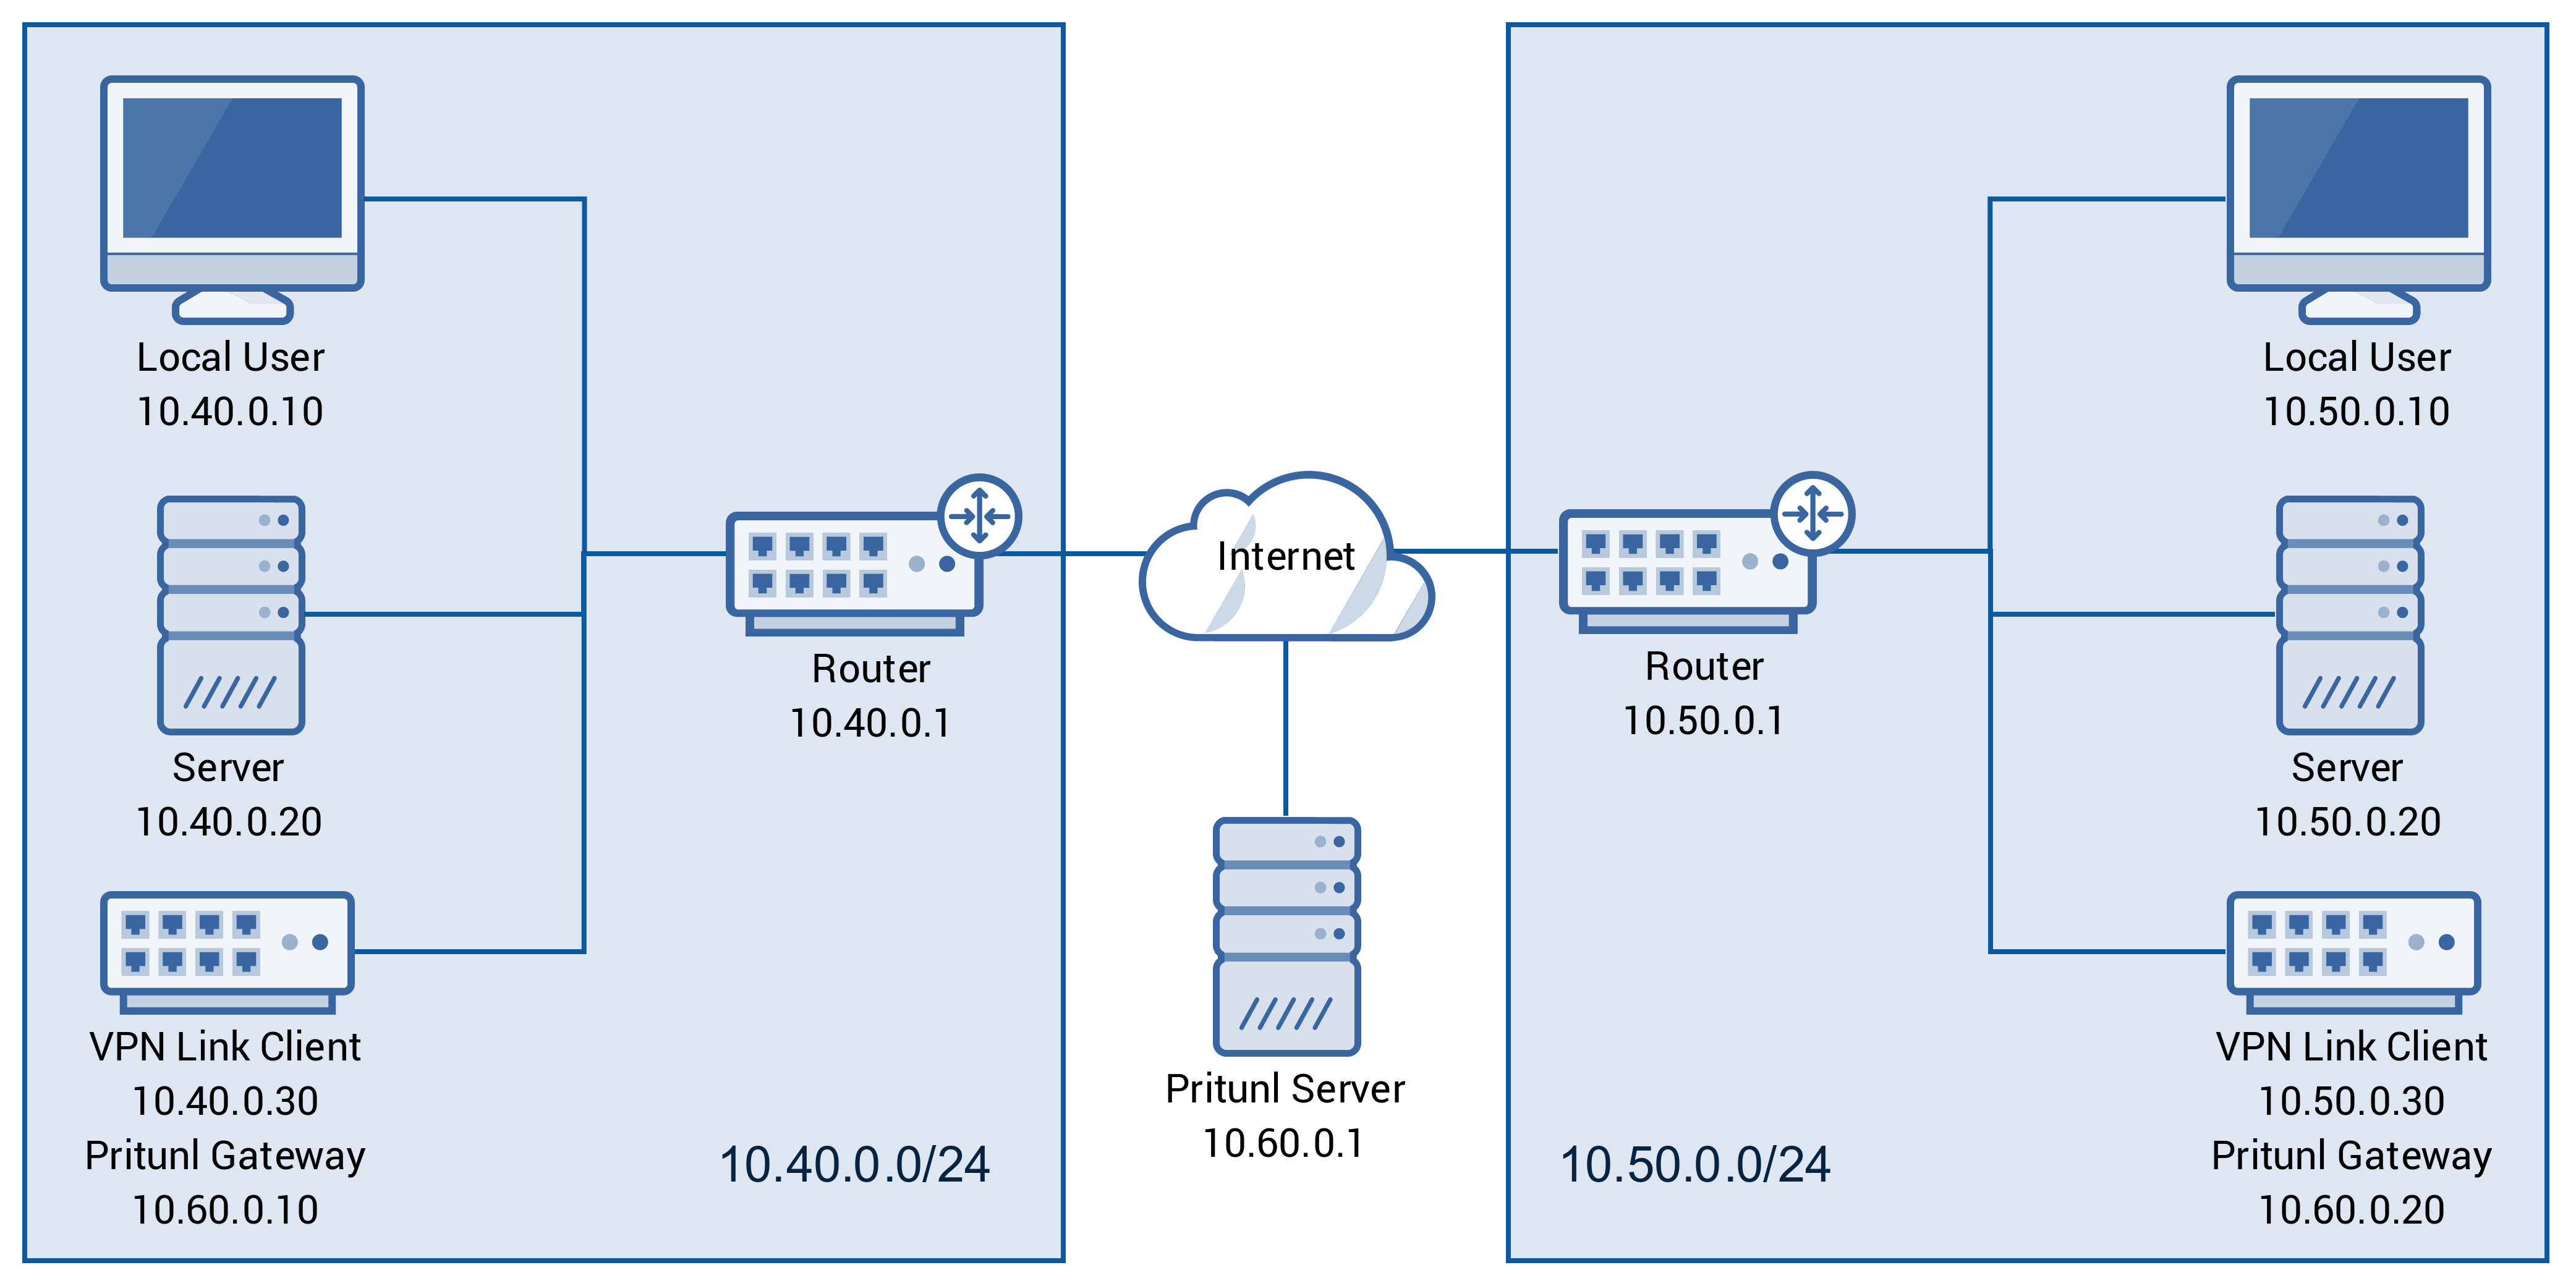 Local User
10.40.0.10
Server
10.40.0.20
VPN Link Client
10.40.0.30
Pritunl Gateway
10.60.0.10
Router
10.40.0.1
10.40.0.0/24
Internet
Pritunl Server
10.60.0.1
Router
10.50.0.1
10.50.0.0/24
Local User
10.50.0.10
Server
10.50.0.20
VPN Link Client
10.50.0.30
Pritunl Gateway
10.60.0.20